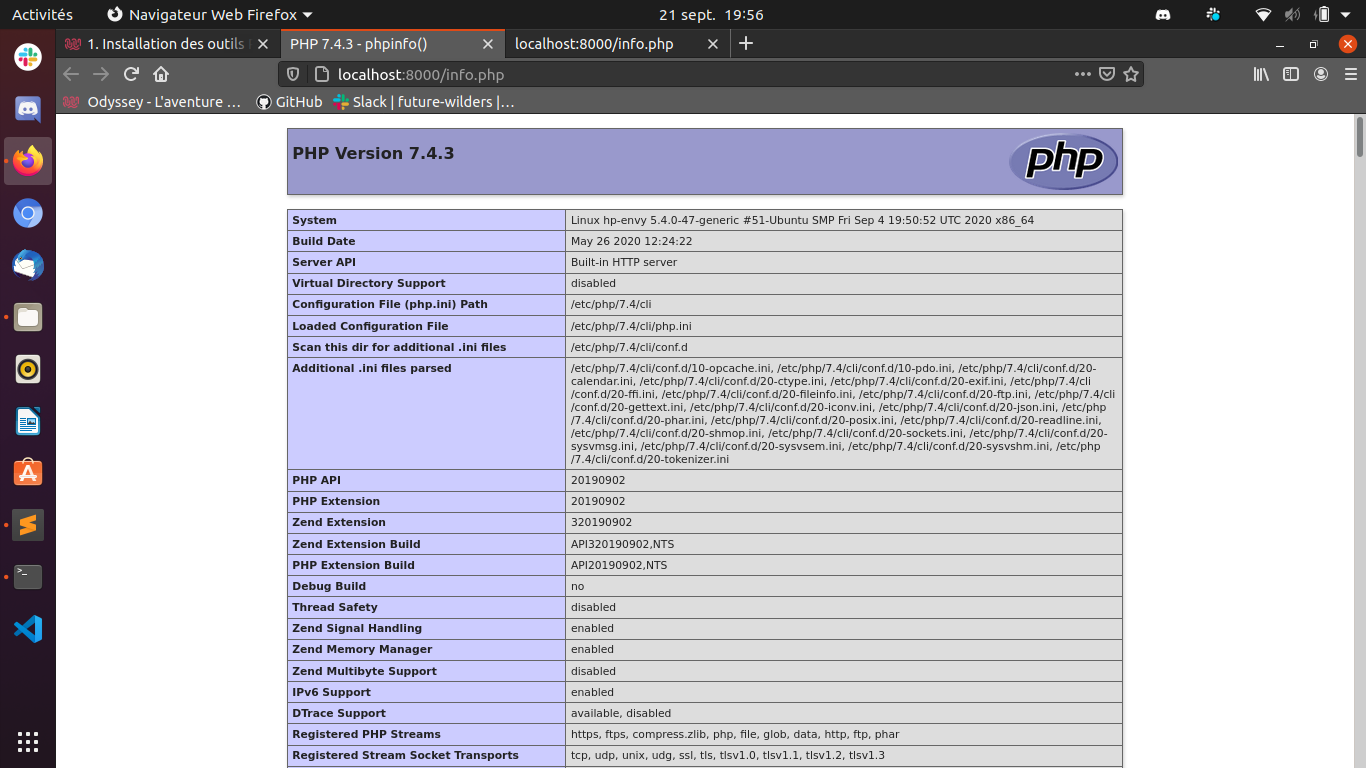 Activités
Navigateur Web Firefox
21 sept. 19:56
1. Installation des outils
PHP 7.4.3 - phpinfo()
localhost:8000/info.php
localhost:8000/info.php
Odyssey - L'aventure ...
GitHub
Slack | future-wilders |...
PHP Version 7.4.3
php
System Linux hp-envy 5.4.0-47-generic #51-Ubuntu SMP Fri Sep 4 19:50:52 UTC 2020 x86_64
Build Date May 26 2020 12:24:22
Server API Built-in HTTP server
Virtual Directory Support disabled
Configuration File (php.ini) Path /etc/php/7.4/cli
Loaded Configuration File /etc/php/7.4/cli/php.ini
Scan this dir for additional .ini files /etc/php/7.4/cli/conf.d
Additional .ini files parsed /etc/php/7.4/cli/conf.d/10-opcache.ini, /etc/php/7.4/cli/conf.d/10-pdo.ini, /etc/php/7.4/cli/conf.d/20-
calendar.ini, /etc/php/7.4/cli/conf.d/20-ctype.ini, /etc/php/7.4/cli/conf.d/20-exif.ini, /etc/php/7.4/cli
/conf.d/20-ffi.ini, /etc/php/7.4/cli/conf.d/20-fileinfo.ini, /etc/php/7.4/cli/conf.d/20-ftp.ini, /etc/php/7.4/cli
/conf.d/20-gettext.ini, /etc/php/7.4/cli/conf.d/20-iconv.ini, /etc/php/7.4/cli/conf.d/20-json.ini, /etc/php
/7.4/cli/conf.d/20-phar.ini, /etc/php/7.4/cli/conf.d/20-posix.ini, /etc/php/7.4/cli/conf.d/20-readline.ini,
/etc/php/7.4/cli/conf.d/20-shmop.ini, /etc/php/7.4/cli/conf.d/20-sockets.ini, /etc/php/7.4/cli/conf.d/20-
sysvmsg.ini, /etc/php/7.4/cli/conf.d/20-sysvsem.ini, /etc/php/7.4/cli/conf.d/20-sysvshm.ini, /etc/php
/7.4/cli/conf.d/20-tokenizer.ini
PHP API 20190902
PHP Extension 20190902
Zend Extension 320190902
Zend Extension Build API320190902,NTS
PHP Extension Build API20190902,NTS
Debug Build no
Thread Safety disabled
Zend Signal Handling enabled
Zend Memory Manager enabled
Zend Multibyte Support disabled
IPv6 Support enabled
DTrace Support available, disabled
Registered PHP Streams https, ftps, compress.zlib, php, file, glob, data, http, ftp, phar
Registered Stream Socket Transports tcp, udp, unix, udg, ssl, tls, tlsv1.0, tlsv1.1, tlsv1.2, tlsv1.3